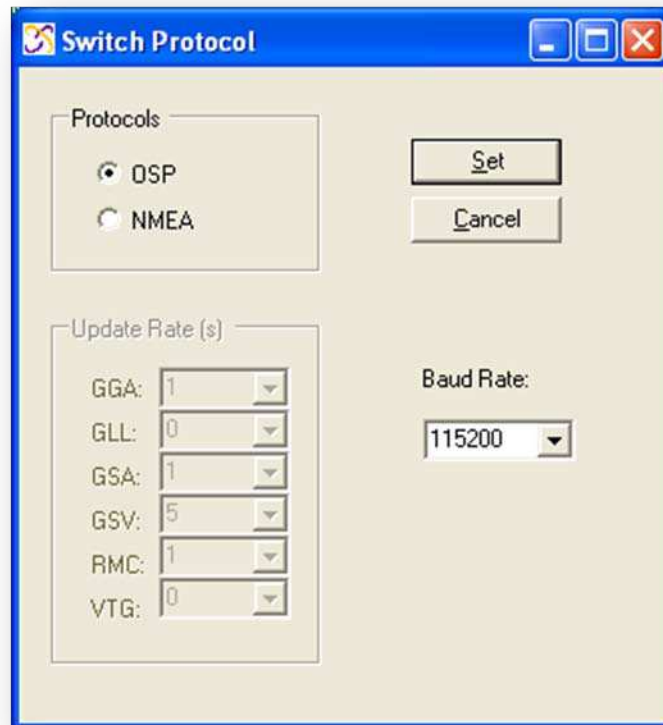 Switch Protocol
Protocols
OSP
NMEA
Set
Cancel
Update Rate (s)
GGA: 1
GLL: 0
GSA: 1
GSV: 5
RMC: 1
VTG: 0
Baud Rate:
115200